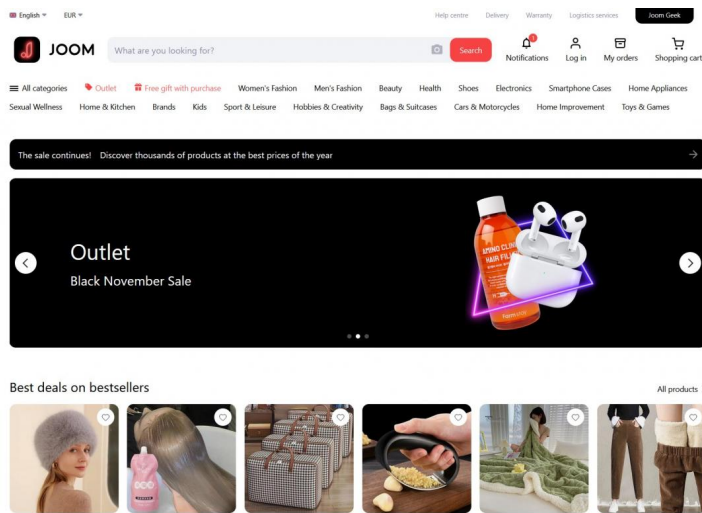 English EUR Help centre Delivery Warranty Logistics services Joom Geek
JOOM What are you looking for? Search Notifications 1 Log in My orders Shopping cart
All categories Outlet Free gift with purchase Women's Fashion Men's Fashion Beauty Health Shoes Electronics Smartphone Cases Home Appliances
Sexual Wellness Home & Kitchen Brands Kids Sport & Leisure Hobbies & Creativity Bags & Suitcases Cars & Motorcycles Home Improvement Toys & Games
The sale continues! Discover thousands of products at the best prices of the year
Outlet
Black November Sale
AMINO CLINIC
HAIR FILL
Best deals on bestsellers All products